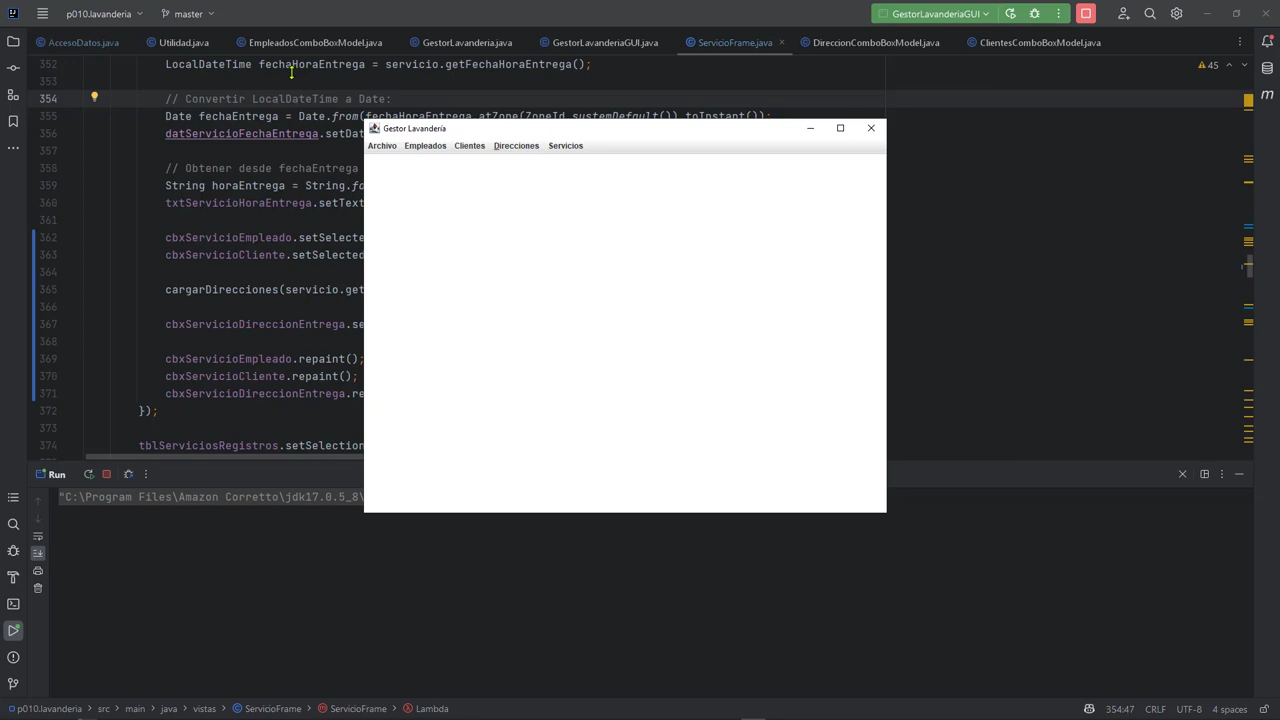 p010.lavanderia
master
GestorLavanderiaGUI
AccesoDatos.java
Utilidad.java
EmpleadosComboBoxModel.java
GestorLavanderia.java
GestorLavanderiaGUI.java
ServicioFrame.java
DireccionComboBoxModel.java
ClientesComboBoxModel.java
352 LocalDateTime fechaHoraEntrega = servicio.getFechaHoraEntrega();
45
353
354 // Convertir LocalDateTime a Date:
355 Date fechaEntrega = Date.from(fechaHoraEntrega.atZone(ZoneId.systemDefault()).toInstant());
356 datServicioFechaEntrega.setDat
357
358 // Obtener desde fechaEntrega
359 String horaEntrega = String.fo
360 txtServicioHoraEntrega.setText
361
362 cbxServicioEmpleado.setSelecte
363 cbxServicioCliente.setSelected
364
365 cargarDirecciones(servicio.get
366
367 cbxServicioDireccionEntrega.se
368
369 cbxServicioEmpleado.repaint();
370 cbxServicioCliente.repaint();
371 cbxServicioDireccionEntrega.re
372 });
373
374 tblServiciosRegistros.setSelection
Gestor Lavandería
Archivo Empleados Clientes Direcciones Servicios
Run
"C:\Program Files\Amazon Corretto\jdk17.0.5_8\
p010.lavanderia > src > main > java > vistas > ServicioFrame > ServicioFrame > Lambda
354:47 CRLF UTF-8 4 spaces